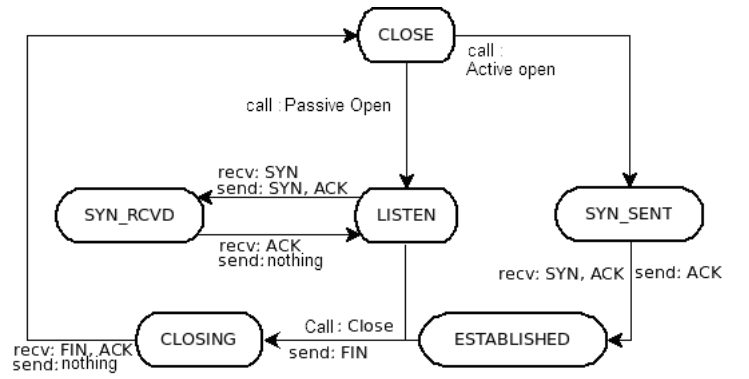 CLOSE
call :
Active open
call : Passive Open
recv: SYN
send: SYN, ACK
SYN_RCVD
LISTEN
SYN_SENT
recv: ACK
send: nothing
recv: SYN, ACK
send: ACK
Call : Close
send: FIN
CLOSING
ESTABLISHED
recv: FIN, ACK
send: nothing